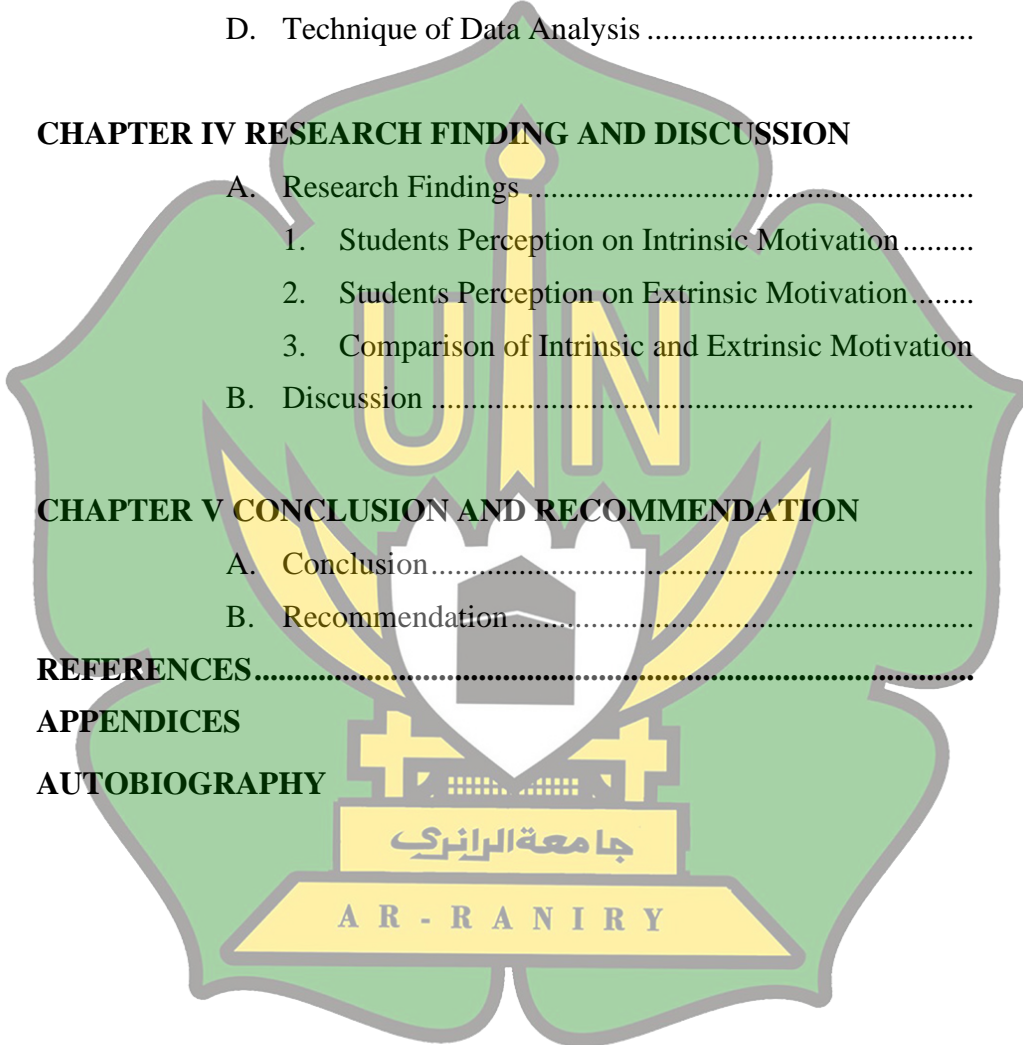 D. Technique of Data Analysis ........................................
CHAPTER IV RESEARCH FINDING AND DISCUSSION
A. Research Findings .......................................................
1. Students Perception on Intrinsic Motivation.........
2. Students Perception on Extrinsic Motivation........
3. Comparison of Intrinsic and Extrinsic Motivation
B. Discussion ...................................................................
CHAPTER V CONCLUSION AND RECOMMENDATION
A. Conclusion...................................................................
B. Recommendation.........................................................
REFERENCES.........................................................................................
APPENDICES
AUTOBIOGRAPHY
UIN
جامعةالرانري
AR-RANIRY